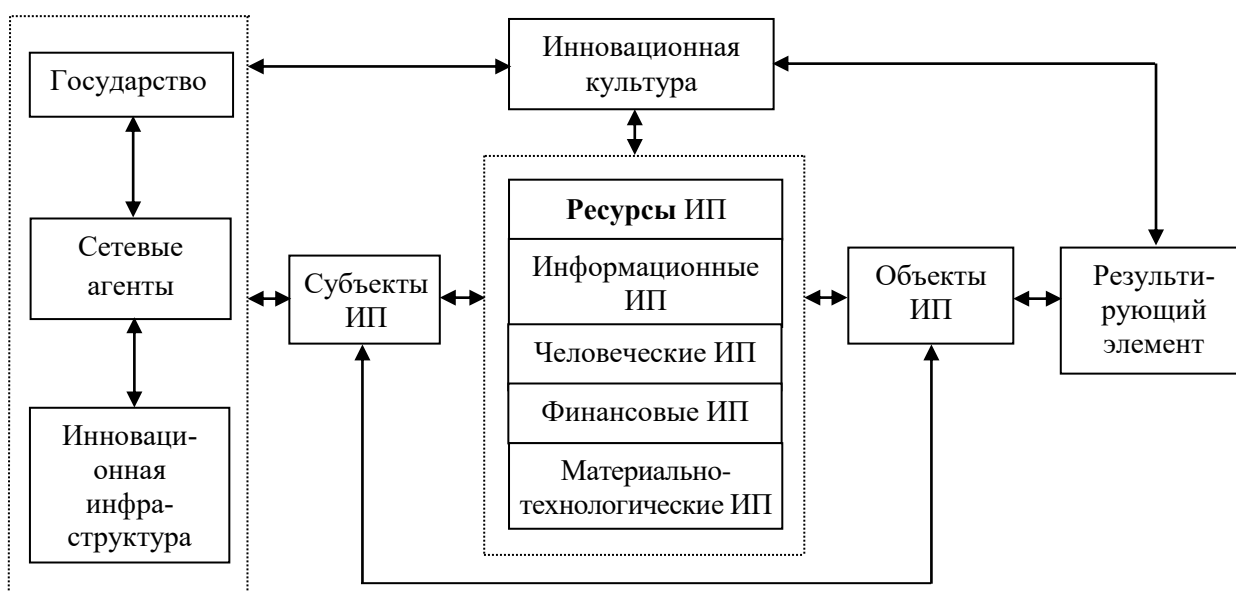 Государство
Сетевые
агенты
Инноваци-
онная
инфра-
структура
Инновационная
культура
Субъекты
ИП
Ресурсы ИП
Информационные
ИП
Человеческие ИП
Финансовые ИП
Материально-
технологические ИП
Объекты
ИП
Результи-
рующий
элемент